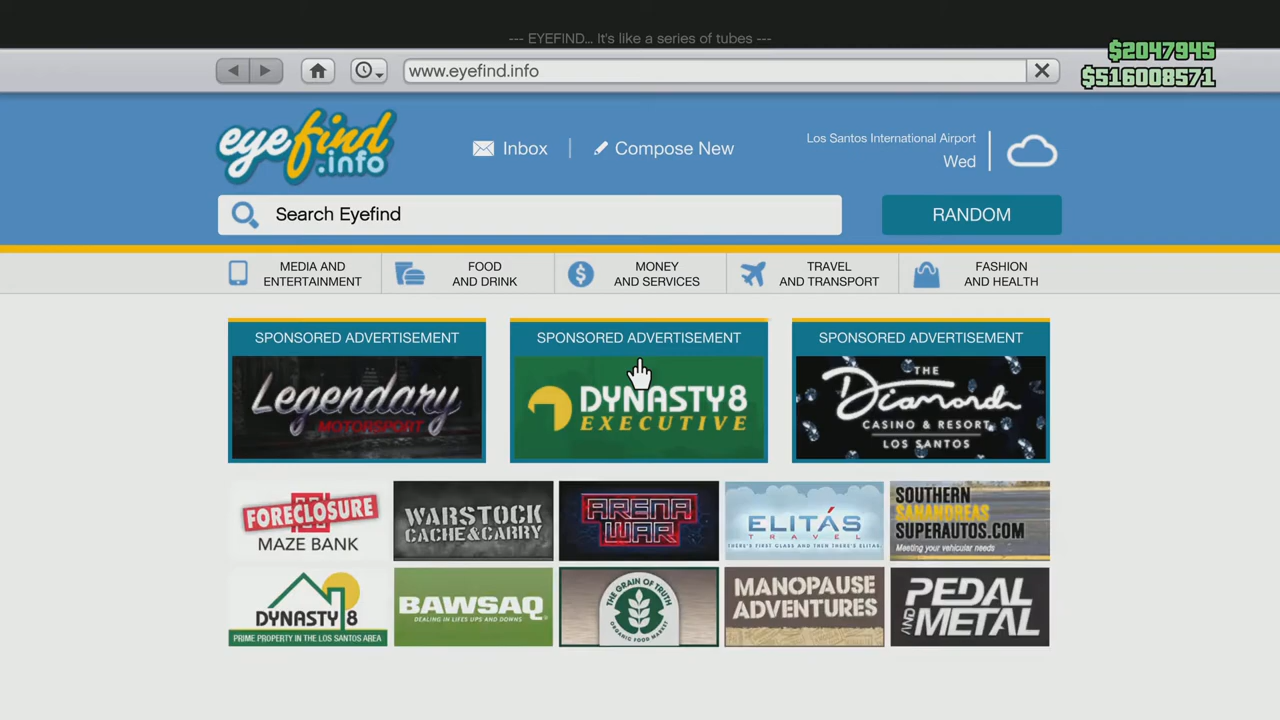 --- EYEFIND... It's like a series of tubes ---
$2047945
$516008571
www.eyefind.info
eyefind
.info
Inbox
Compose New
Los Santos International Airport
Wed
Search Eyefind
RANDOM
MEDIA AND
ENTERTAINMENT
FOOD
AND DRINK
MONEY
AND SERVICES
TRAVEL
AND TRANSPORT
FASHION
AND HEALTH
SPONSORED ADVERTISEMENT
Legendary
MOTORSPORT
SPONSORED ADVERTISEMENT
DYNASTY8
EXECUTIVE
SPONSORED ADVERTISEMENT
THE
Diamond
CASINO & RESORT
LOS SANTOS
FORECLOSURE
MAZE BANK
WARSTOCK
CACHE&CARRY
ARENA
WAR
ELITÁS
TRAVEL
THERE'S FIRST CLASS AND THEN THERE'S ELITAS
SOUTHERN
SANANDREAS
SUPERAUTOS.COM
Meeting your vehicular needs
DYNASTY 8
PRIME PROPERTY IN THE LOS SANTOS AREA
BAWSAQ
DEALING IN LIFES UPS AND DOWNS
THE GRAIN OF TRUTH
ORGANIC FOOD MARKET
MANOPAUSE
ADVENTURES
PEDAL
AND METAL